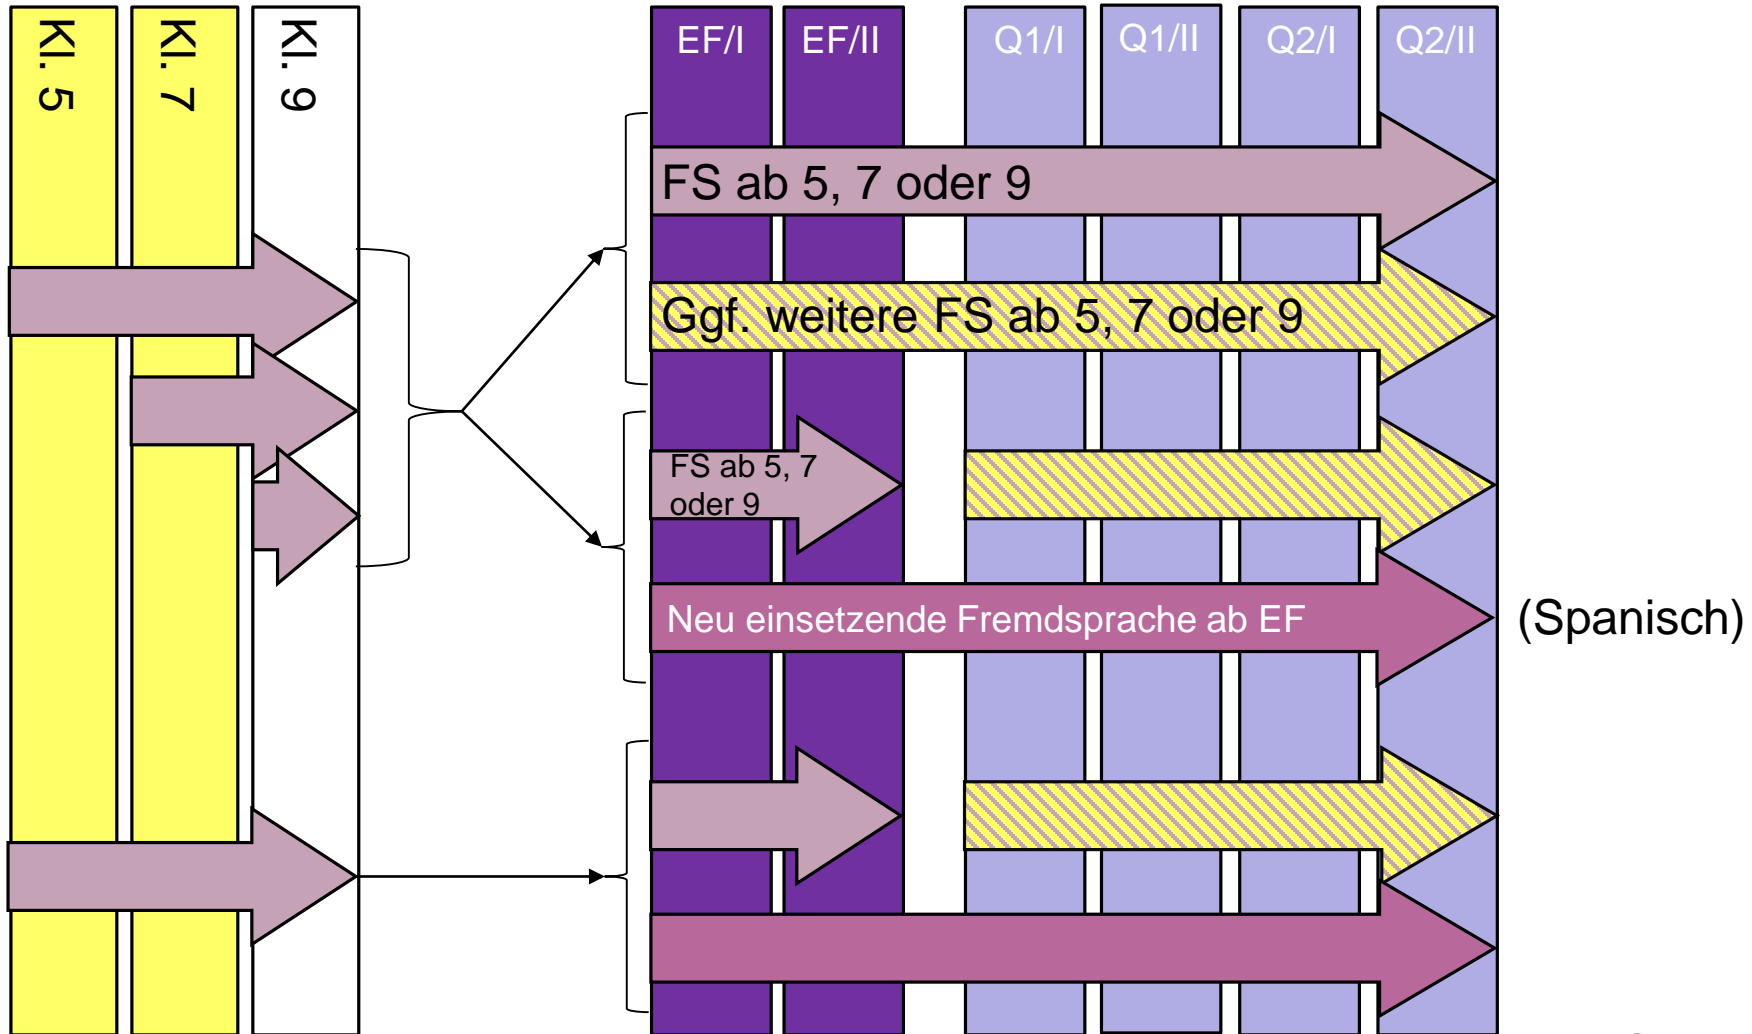 Kl. 5
Kl. 7
Kl. 9
EF/I
EF/II
Q1/I
Q1/II
Q2/I
Q2/II
FS ab 5, 7 oder 9
Ggf. weitere FS ab 5, 7 oder 9
FS ab 5, 7
oder 9
Neu einsetzende Fremdsprache ab EF
(Spanisch)